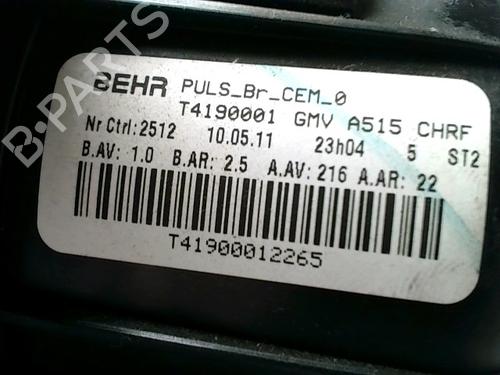 B-PARTS
BEHR PULS_Br_CEM_0
T4190001 GMV A515 CHRF
Nr Ctrl:2512 10.05.11 23h04 5 ST2
B.AV: 1.0 B.AR: 2.5 A.AV: 216 A.AR: 22
T41900012265